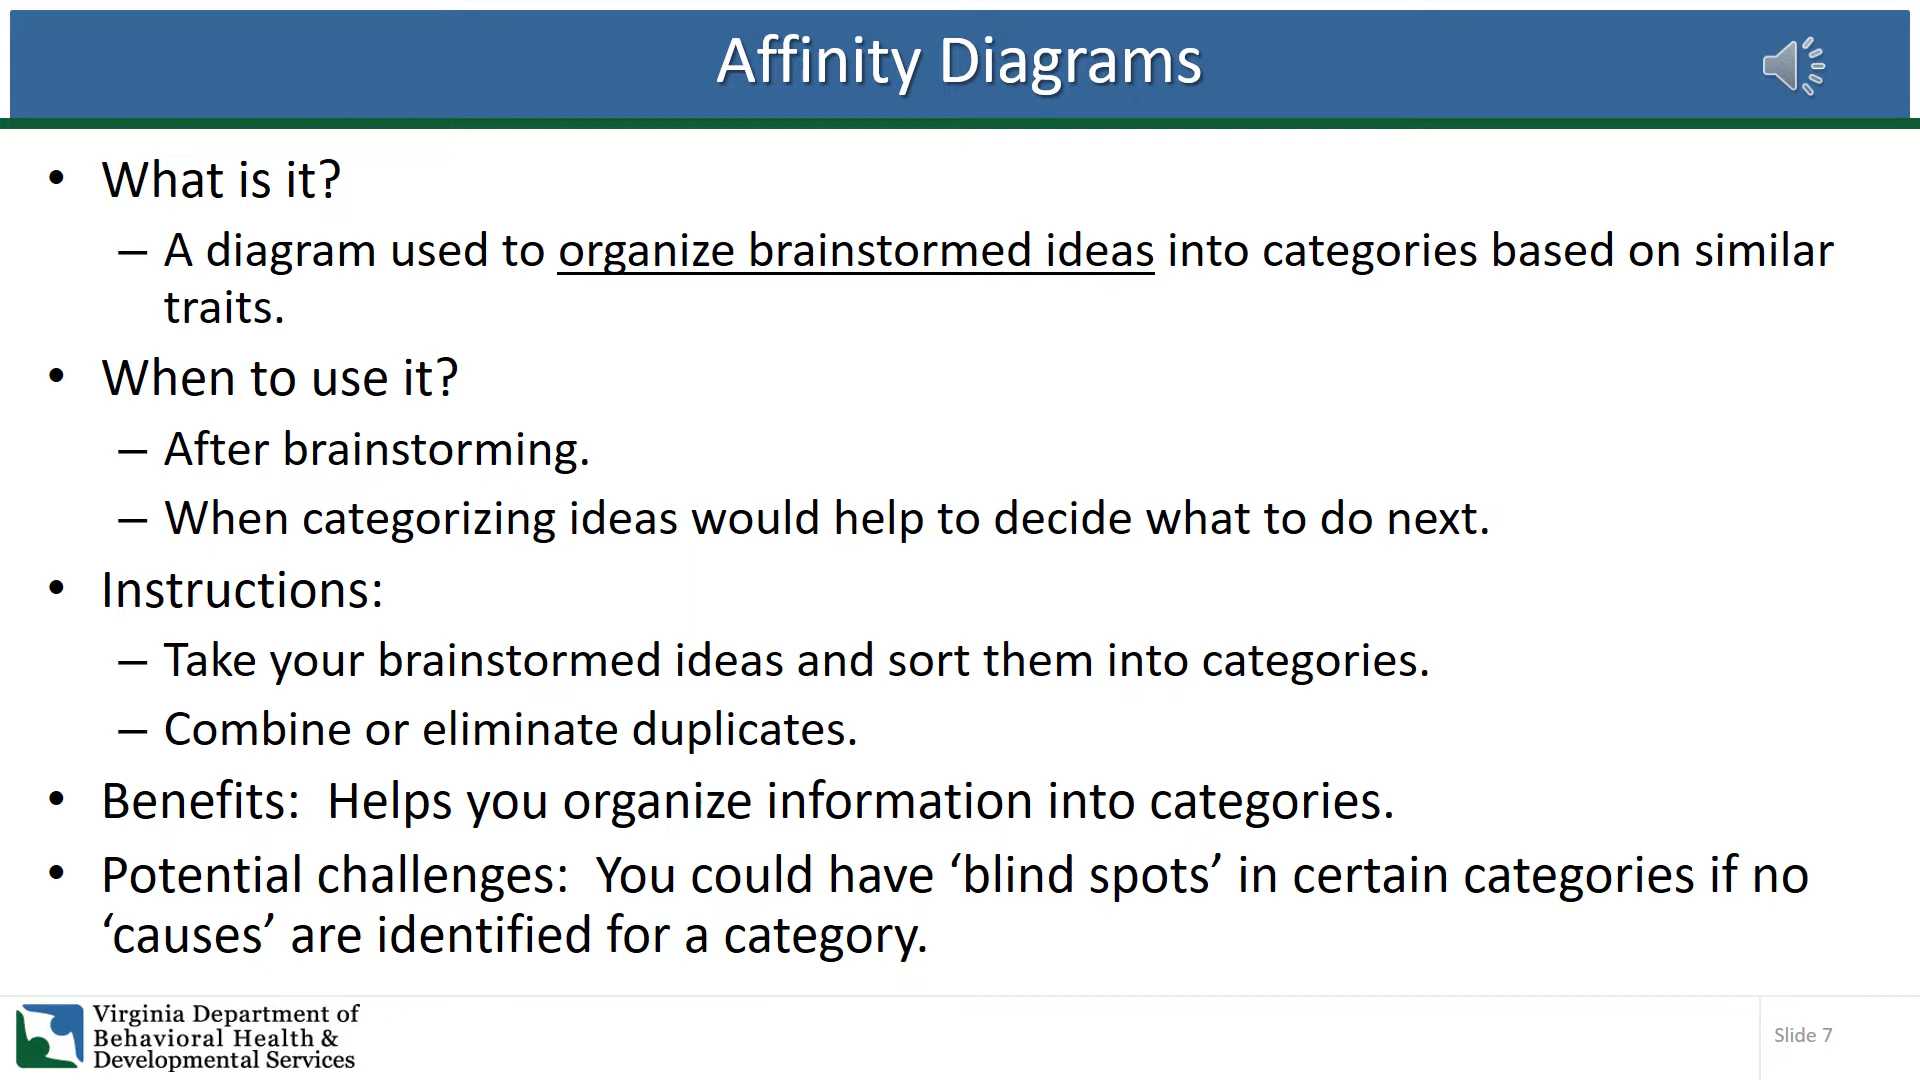 Affinity Diagrams
• What is it?
– A diagram used to organize brainstormed ideas into categories based on similar
traits.
• When to use it?
– After brainstorming.
– When categorizing ideas would help to decide what to do next.
• Instructions:
– Take your brainstormed ideas and sort them into categories.
– Combine or eliminate duplicates.
• Benefits:  Helps you organize information into categories.
• Potential challenges:  You could have ‘blind spots’ in certain categories if no
‘causes’ are identified for a category.
Virginia Department of
Behavioral Health &
Developmental Services
Slide 7